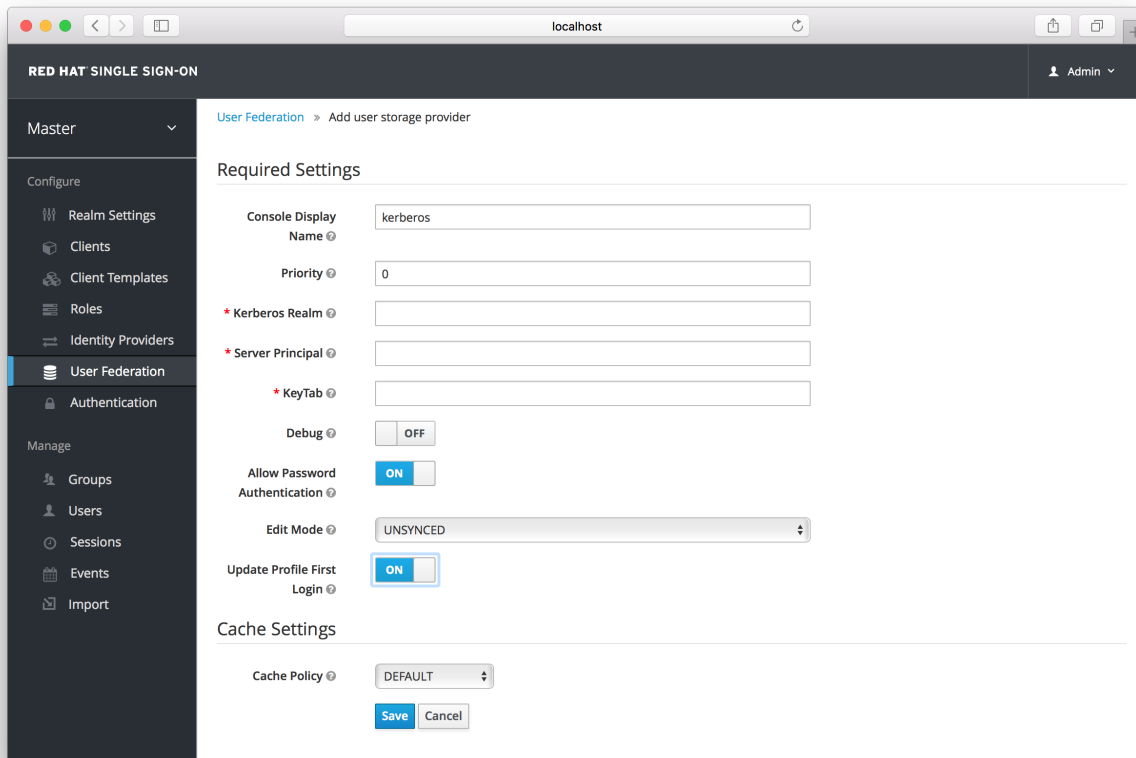 localhost
RED HAT SINGLE SIGN-ON
Admin
Master
User Federation » Add user storage provider
Configure
Realm Settings
Clients
Client Templates
Roles
Identity Providers
User Federation
Authentication
Manage
Groups
Users
Sessions
Events
Import
Required Settings
Console Display
Name
kerberos
Priority
0
* Kerberos Realm
* Server Principal
* KeyTab
Debug
OFF
Allow Password
Authentication
ON
Edit Mode
UNSYNCED
Update Profile First
Login
ON
Cache Settings
Cache Policy
DEFAULT
Save Cancel